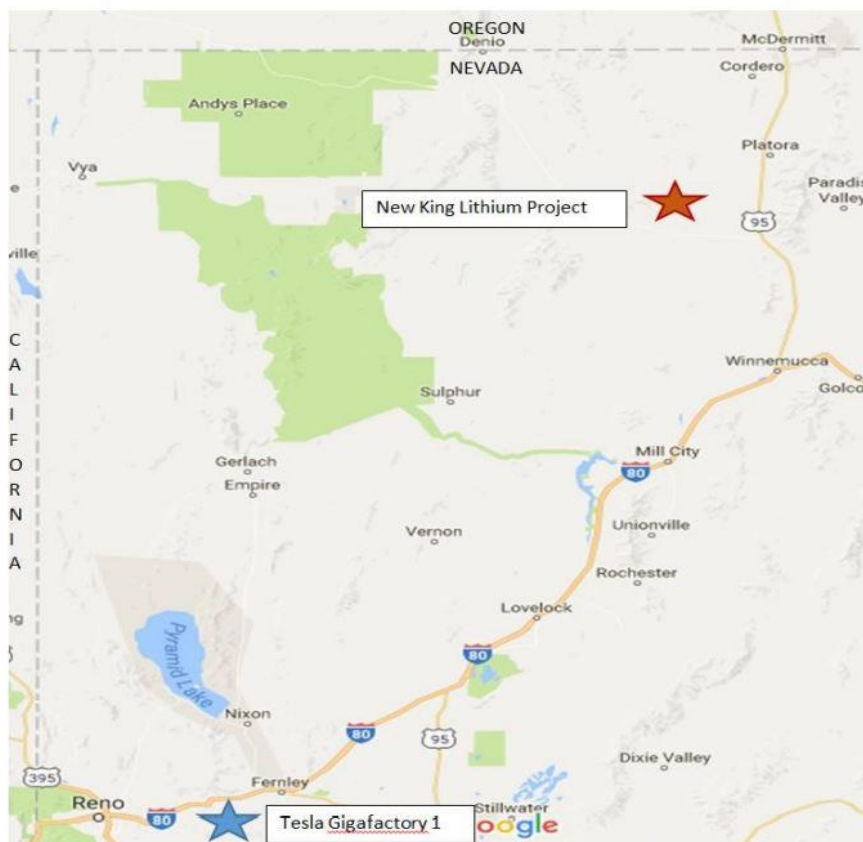 OREGON
Denio
McDermitt
NEVADA
Cordero
Andys Place
Platora
Vya
Paradis
Valley
New King Lithium Project
95
ville
CALIFORNIA
Winnemucca
Golco
Sulphur
Mill City
Gerlach
80
Empire
Unionville
Vernon
Rochester
Lovelock
80
Pyramid Lake
Nixon
80
95
Dixie Valley
395
Fernley
Reno
80
Stillwater
Tesla Gigafactory 1
oogle